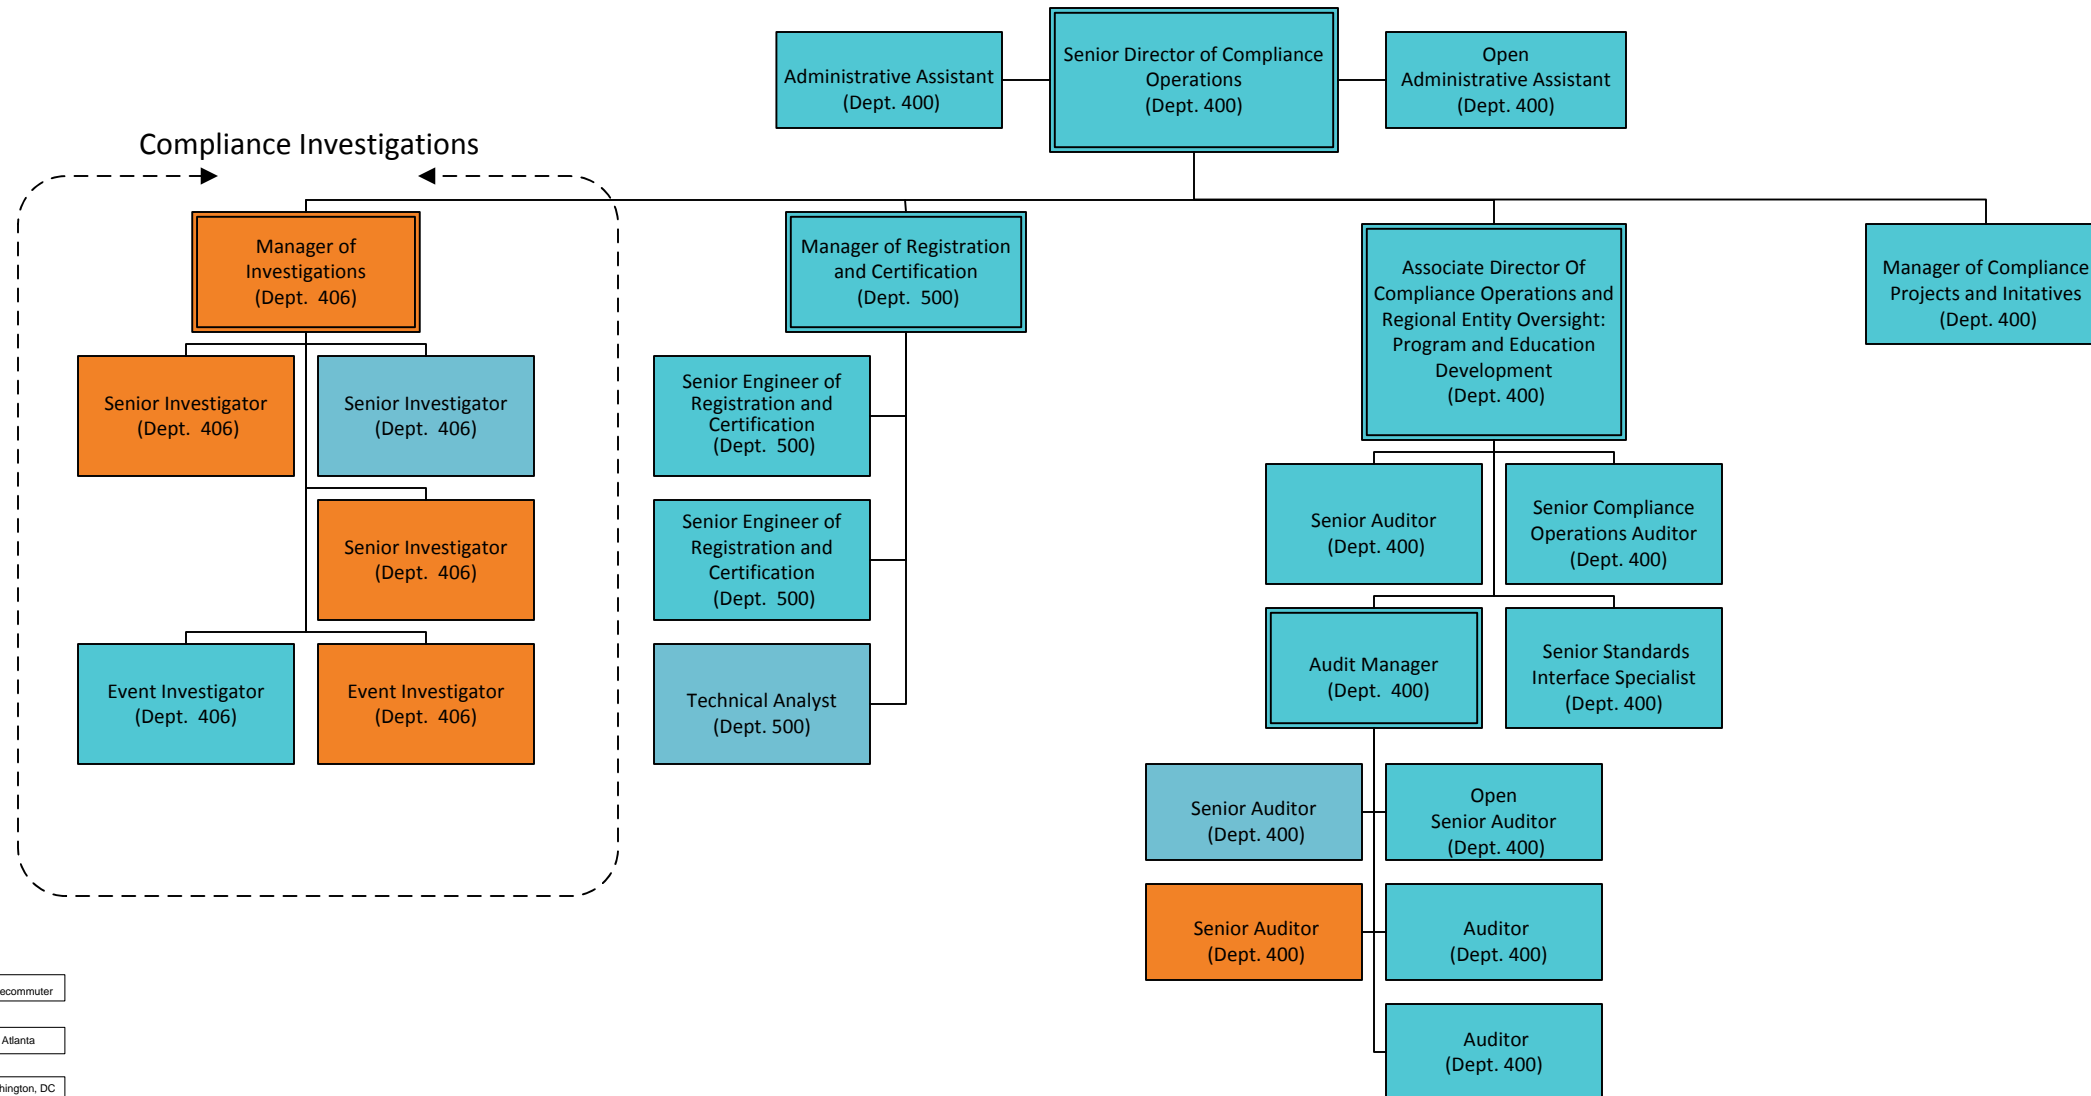 Administrative Assistant
(Dept. 400)
Senior Director of Compliance
Operations
(Dept. 400)
Open
Administrative Assistant
(Dept. 400)
Compliance Investigations
Manager of
Investigations
(Dept. 406)
Manager of Registration
and Certification
(Dept. 500)
Associate Director Of
Compliance Operations and
Regional Entity Oversight:
Program and Education
Development
(Dept. 400)
Manager of Compliance
Projects and Initatives
(Dept. 400)
Senior Investigator
(Dept. 406)
Senior Investigator
(Dept. 406)
Senior Investigator
(Dept. 406)
Event Investigator
(Dept. 406)
Event Investigator
(Dept. 406)
Senior Engineer of
Registration and
Certification
(Dept. 500)
Senior Engineer of
Registration and
Certification
(Dept. 500)
Technical Analyst
(Dept. 500)
Senior Auditor
(Dept. 400)
Senior Compliance
Operations Auditor
(Dept. 400)
Audit Manager
(Dept. 400)
Senior Standards
Interface Specialist
(Dept. 400)
Senior Auditor
(Dept. 400)
Open
Senior Auditor
(Dept. 400)
Senior Auditor
(Dept. 400)
Auditor
(Dept. 400)
Auditor
(Dept. 400)
ecommuter
Atlanta
hington, DC